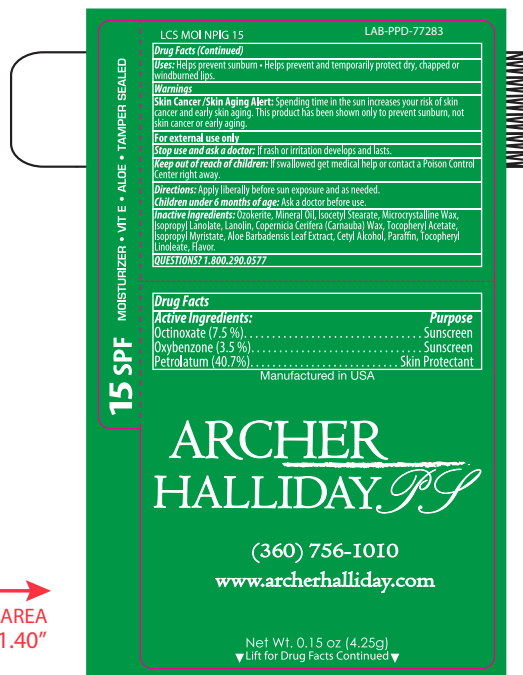 LCS MOI NPIG 15
LAB-PPD-77283
Drug Facts (Continued)
Uses: Helps prevent sunburn • Helps prevent and temporarily protect dry, chapped or
windburned lips.
Warnings
Skin Cancer /Skin Aging Alert: Spending time in the sun increases your risk of skin
cancer and early skin aging. This product has been shown only to prevent sunburn, not
skin cancer or early aging.
For external use only
Stop use and ask a doctor: If rash or irritation develops and lasts.
Keep out of reach of children: If swallowed get medical help or contact a Poison Control
Center right away.
Directions: Apply liberally before sun exposure and as needed.
Children under 6 months of age: Ask a doctor before use.
Inactive Ingredients: Ozokerite, Mineral Oil, Isocetyl Stearate, Microcrystalline Wax,
Isopropyl Lanolate, Lanolin, Copernicia Cerifera (Carnauba) Wax, Tocopheryl Acetate,
Isopropyl Myristate, Aloe Barbadensis Leaf Extract, Cetyl Alcohol, Paraffin, Tocopheryl
Linoleate, Flavor.
QUESTIONS? 1.800.290.0577
15 SPF MOISTURIZER • VIT E • ALOE • TAMPER SEALED
Drug Facts
Active Ingredients: Purpose
Octinoxate (7.5 %)............................Sunscreen
Oxybenzone (3.5 %)..........................Sunscreen
Petrolatum (40.7%)..........................Skin Protectant
Manufactured in USA
ARCHER
HALLIDAY PS
(360) 756-1010
www.archerhalliday.com
Net Wt. 0.15 oz (4.25g)
▼Lift for Drug Facts Continued▼
AREA
1.40”